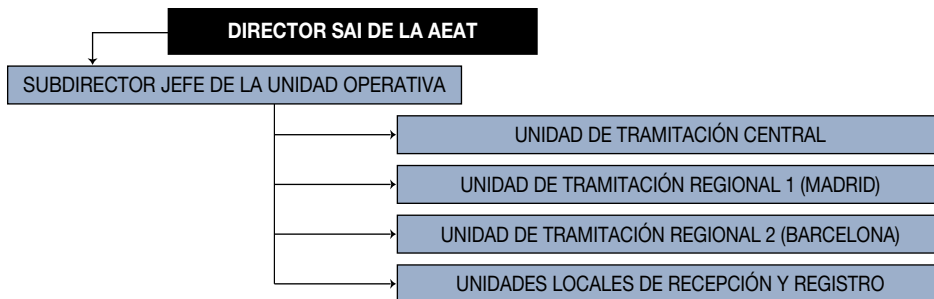 DIRECTOR SAI DE LA AEAT
SUBDIRECTOR JEFE DE LA UNIDAD OPERATIVA
UNIDAD DE TRAMITACIÓN CENTRAL
UNIDAD DE TRAMITACIÓN REGIONAL 1 (MADRID)
UNIDAD DE TRAMITACIÓN REGIONAL 2 (BARCELONA)
UNIDADES LOCALES DE RECEPCIÓN Y REGISTRO